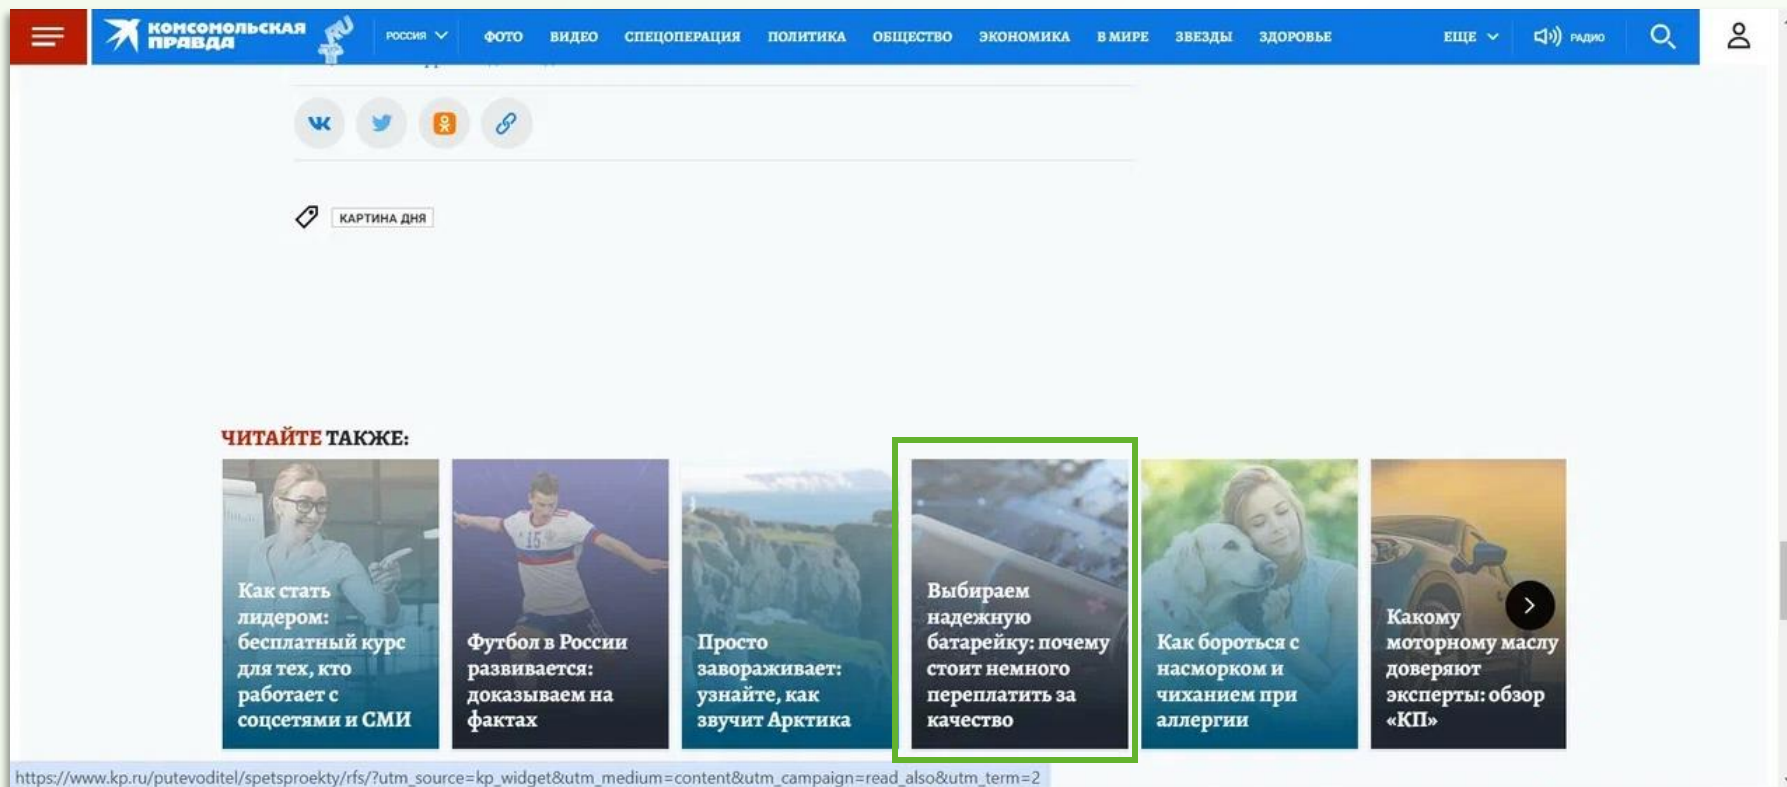 КОМСОМОЛЬСКАЯ
ПРАВДА
РОССИЯ
ФОТО
ВИДЕО
СПЕЦОПЕРАЦИЯ
ПОЛИТИКА
ОБЩЕСТВО
ЭКОНОМИКА
В МИРЕ
ЗВЕЗДЫ
ЗДОРОВЬЕ
ЕЩЕ
РАДИО
КАРТИНА ДНЯ
ЧИТАЙТЕ ТАКЖЕ:
Как стать
лидером:
бесплатный курс
для тех, кто
работает с
соцсетями и СМИ
15
Футбол в России
развивается:
доказываем на
фактах
Просто
завораживает:
узнайте, как
звучит Арктика
Выбираем
надежную
батарейку: почему
стоит немного
переплатить за
качество
Как бороться с
насморком и
чиханием при
аллергии
Какому
моторному маслу
доверяют
эксперты: обзор
«КП»
https://www.kp.ru/putevoditel/spetsproekty/rfs/?utm_source=kp_widget&utm_medium=content&utm_campaign=read_also&utm_term=2